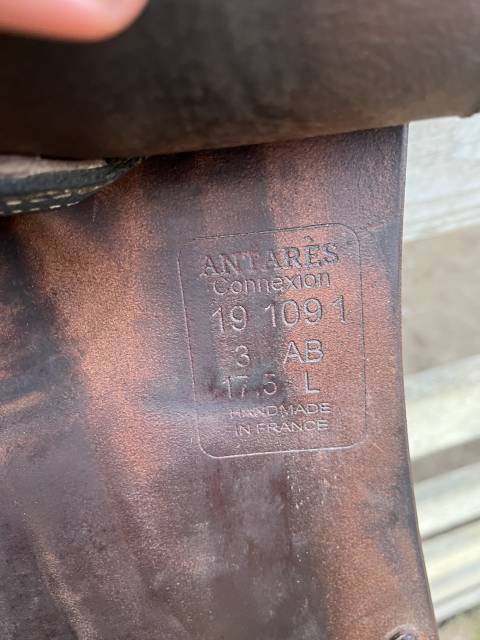 ANTARÈS
Connexion
19 1091
3 AB
17,5 L
HANDMADE
IN FRANCE